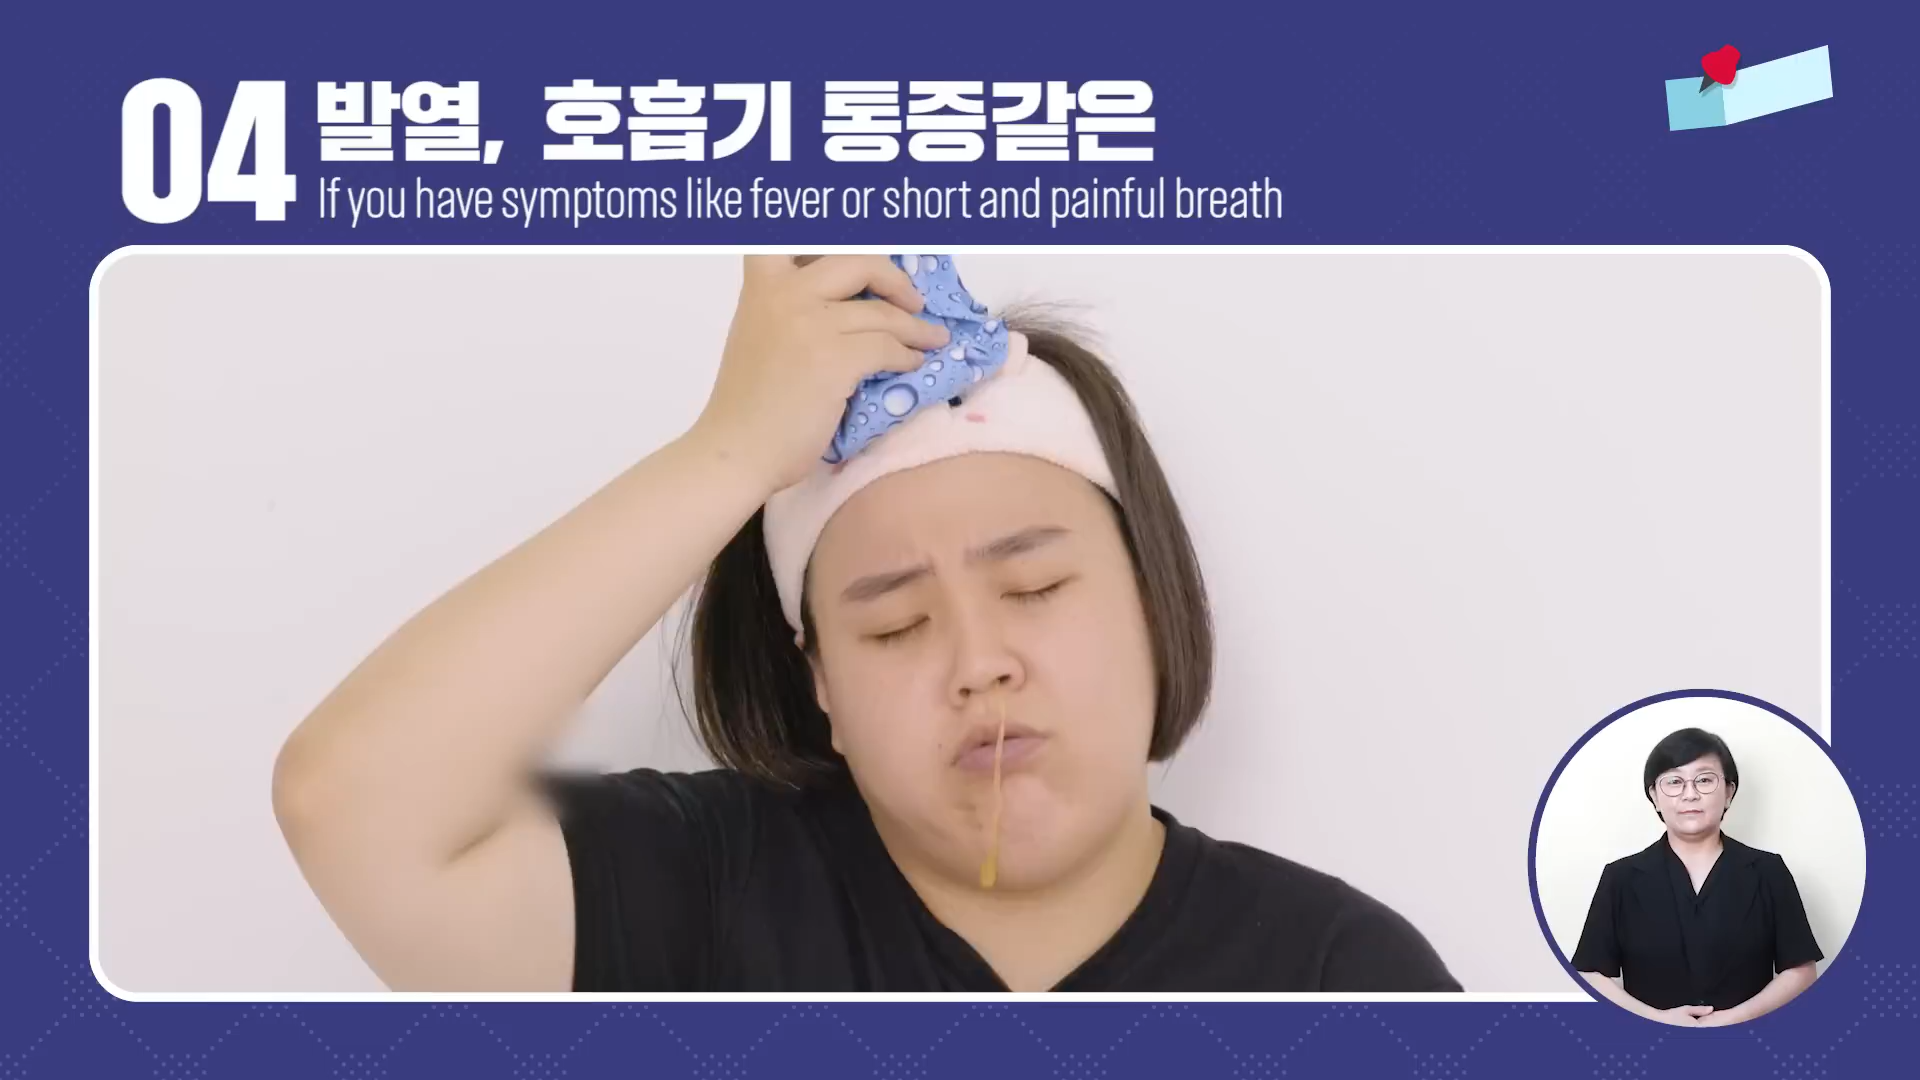 04 발열, 호흡기 통증같은
If you have symptoms like fever or short and painful breath